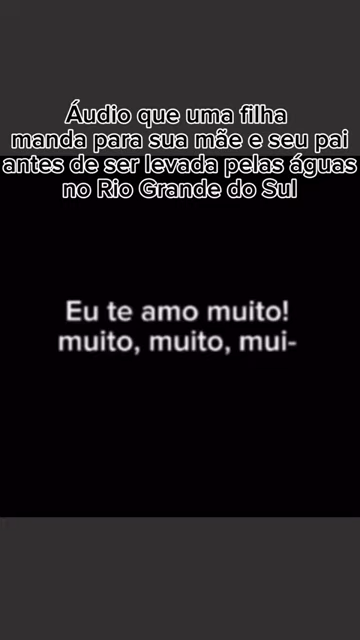 Áudio que uma filha
manda para sua mãe e seu pai
antes de ser levada pelas águas
no Rio Grande do Sul
Eu te amo muito!
muito, muito, mui-